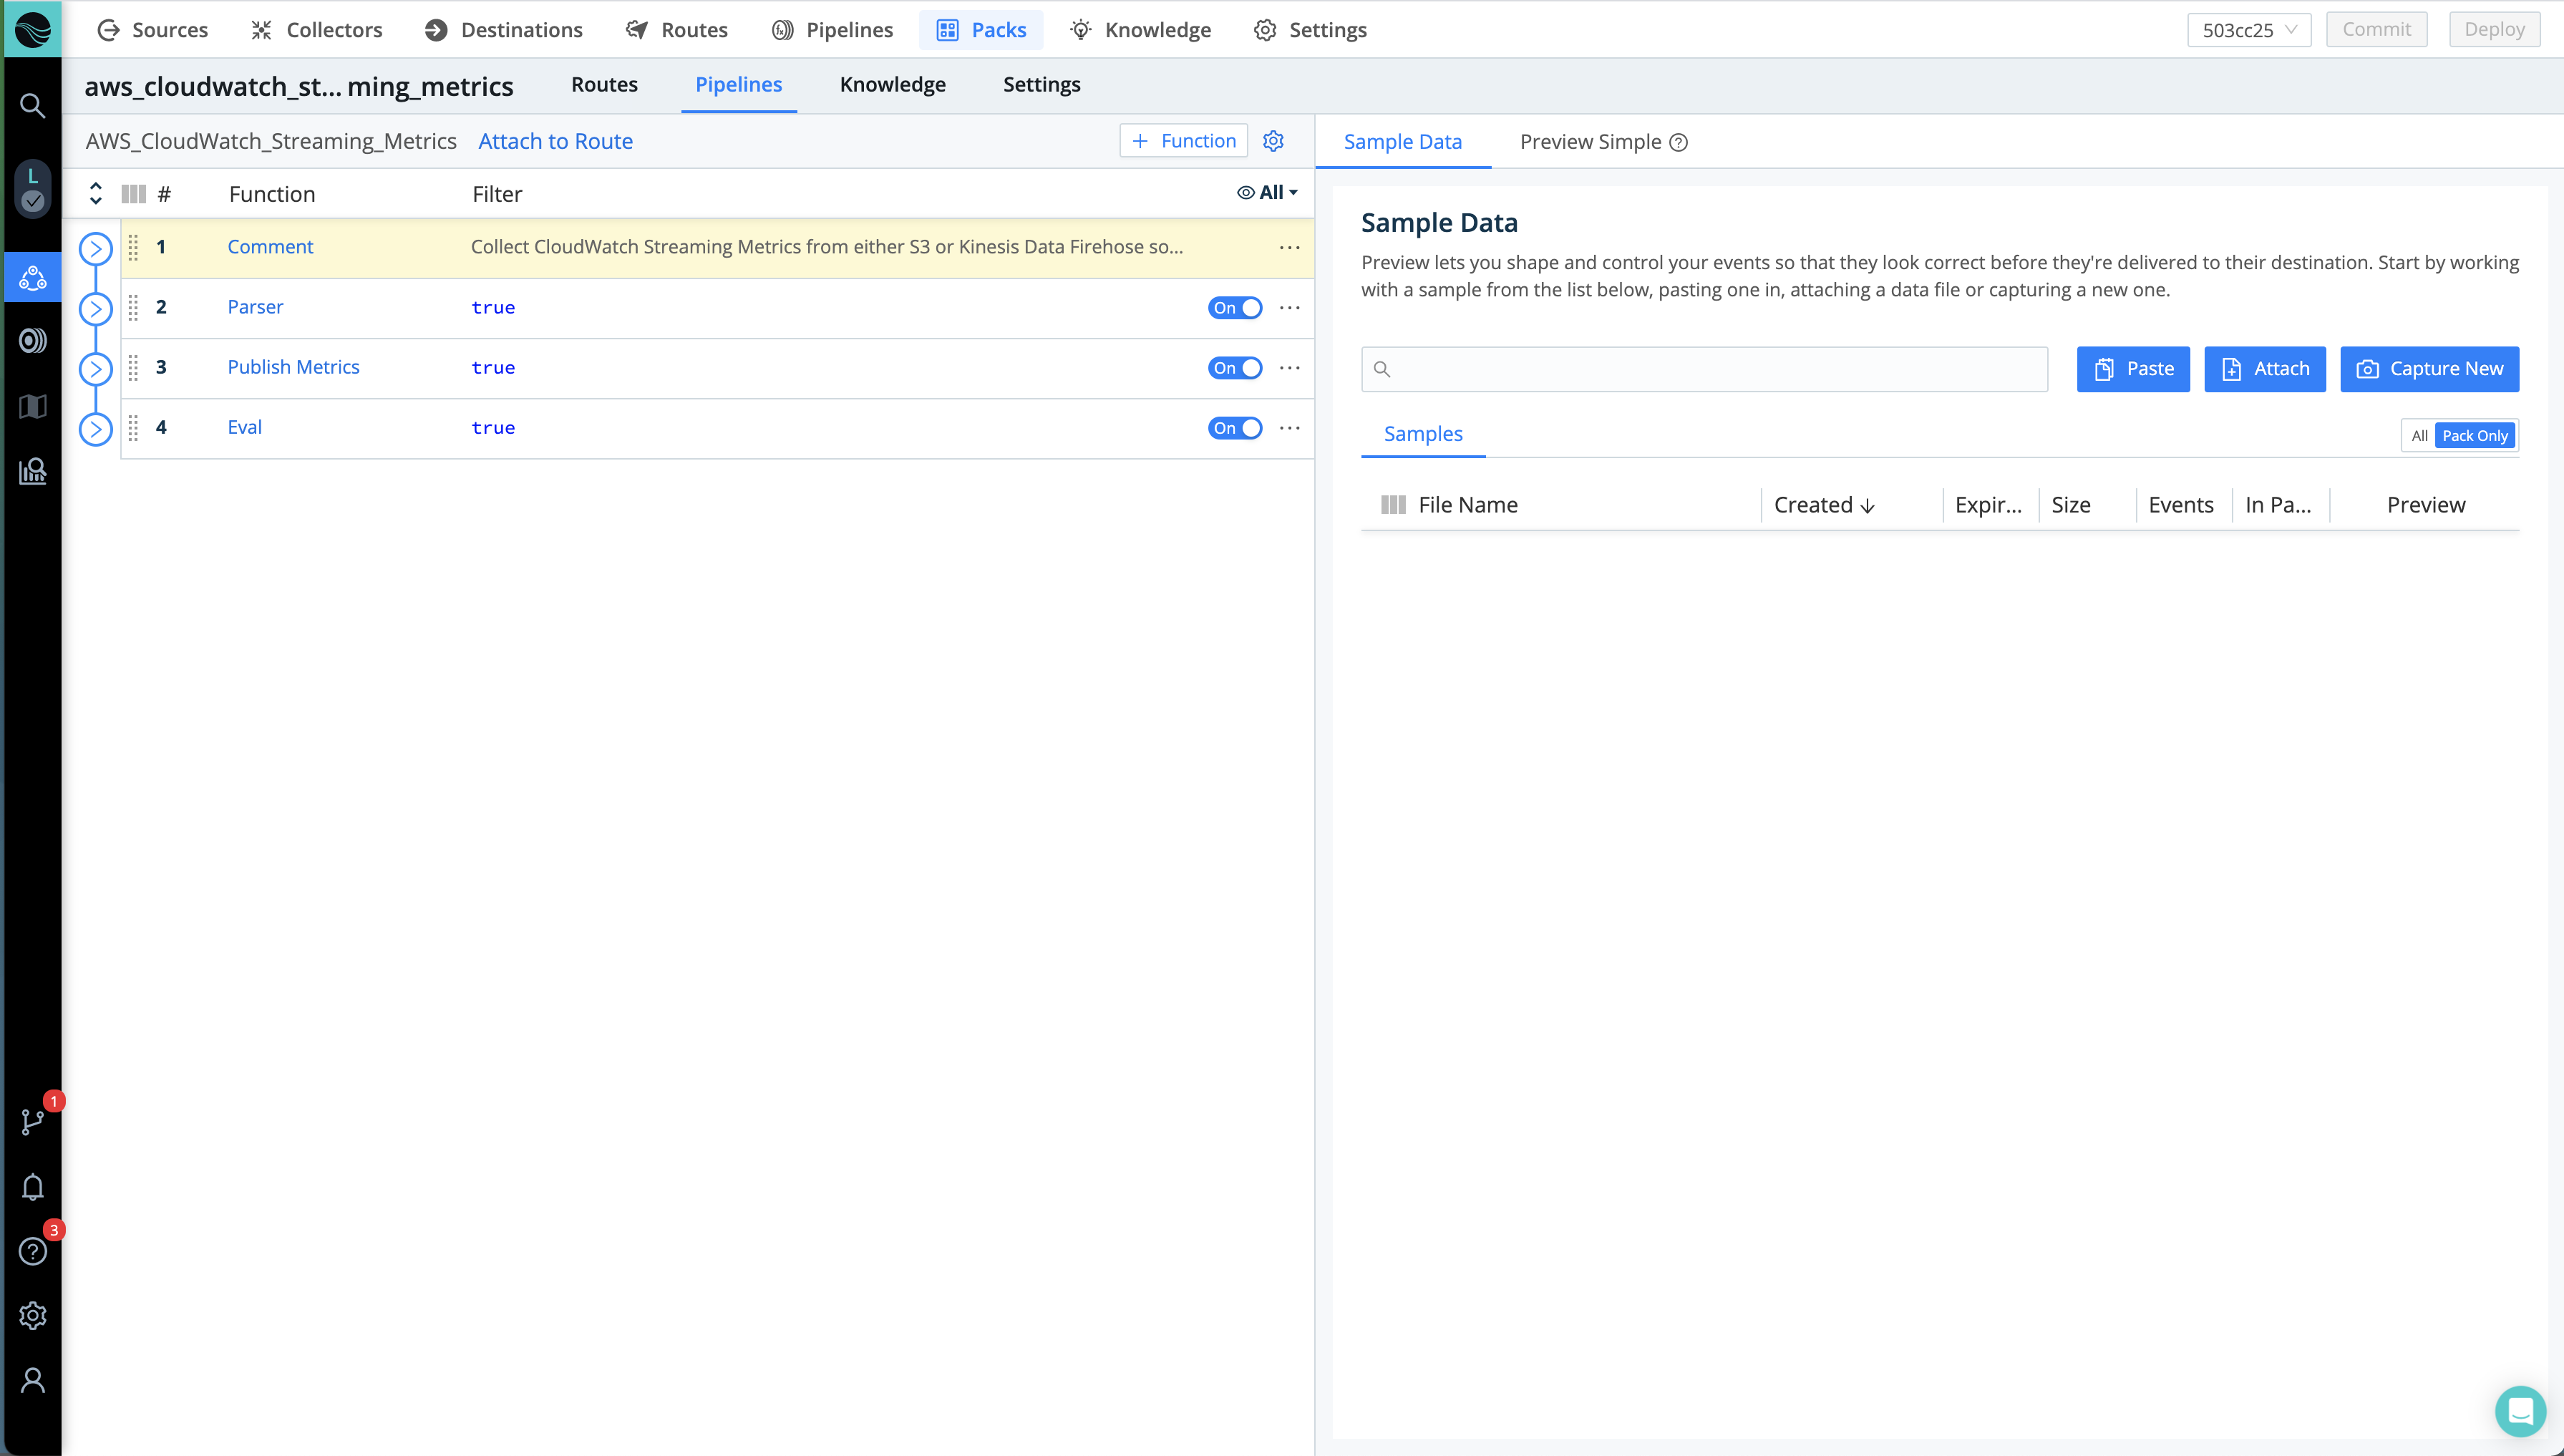 Sources Collectors Destinations Routes Pipelines Packs Knowledge Settings 503cc25 Commit Deploy
aws_cloudwatch_st... ming_metrics Routes Pipelines Knowledge Settings
AWS_CloudWatch_Streaming_Metrics Attach to Route + Function
Sample Data Preview Simple ?
# Function Filter All
1 Comment Collect CloudWatch Streaming Metrics from either S3 or Kinesis Data Firehose so... ...
2 Parser true On ...
3 Publish Metrics true On ...
4 Eval true On ...
Sample Data
Preview lets you shape and control your events so that they look correct before they're delivered to their destination. Start by working
with a sample from the list below, pasting one in, attaching a data file or capturing a new one.
Paste Attach Capture New
Samples All Pack Only
File Name Created Expir... Size Events In Pa... Preview
L
1
3
?